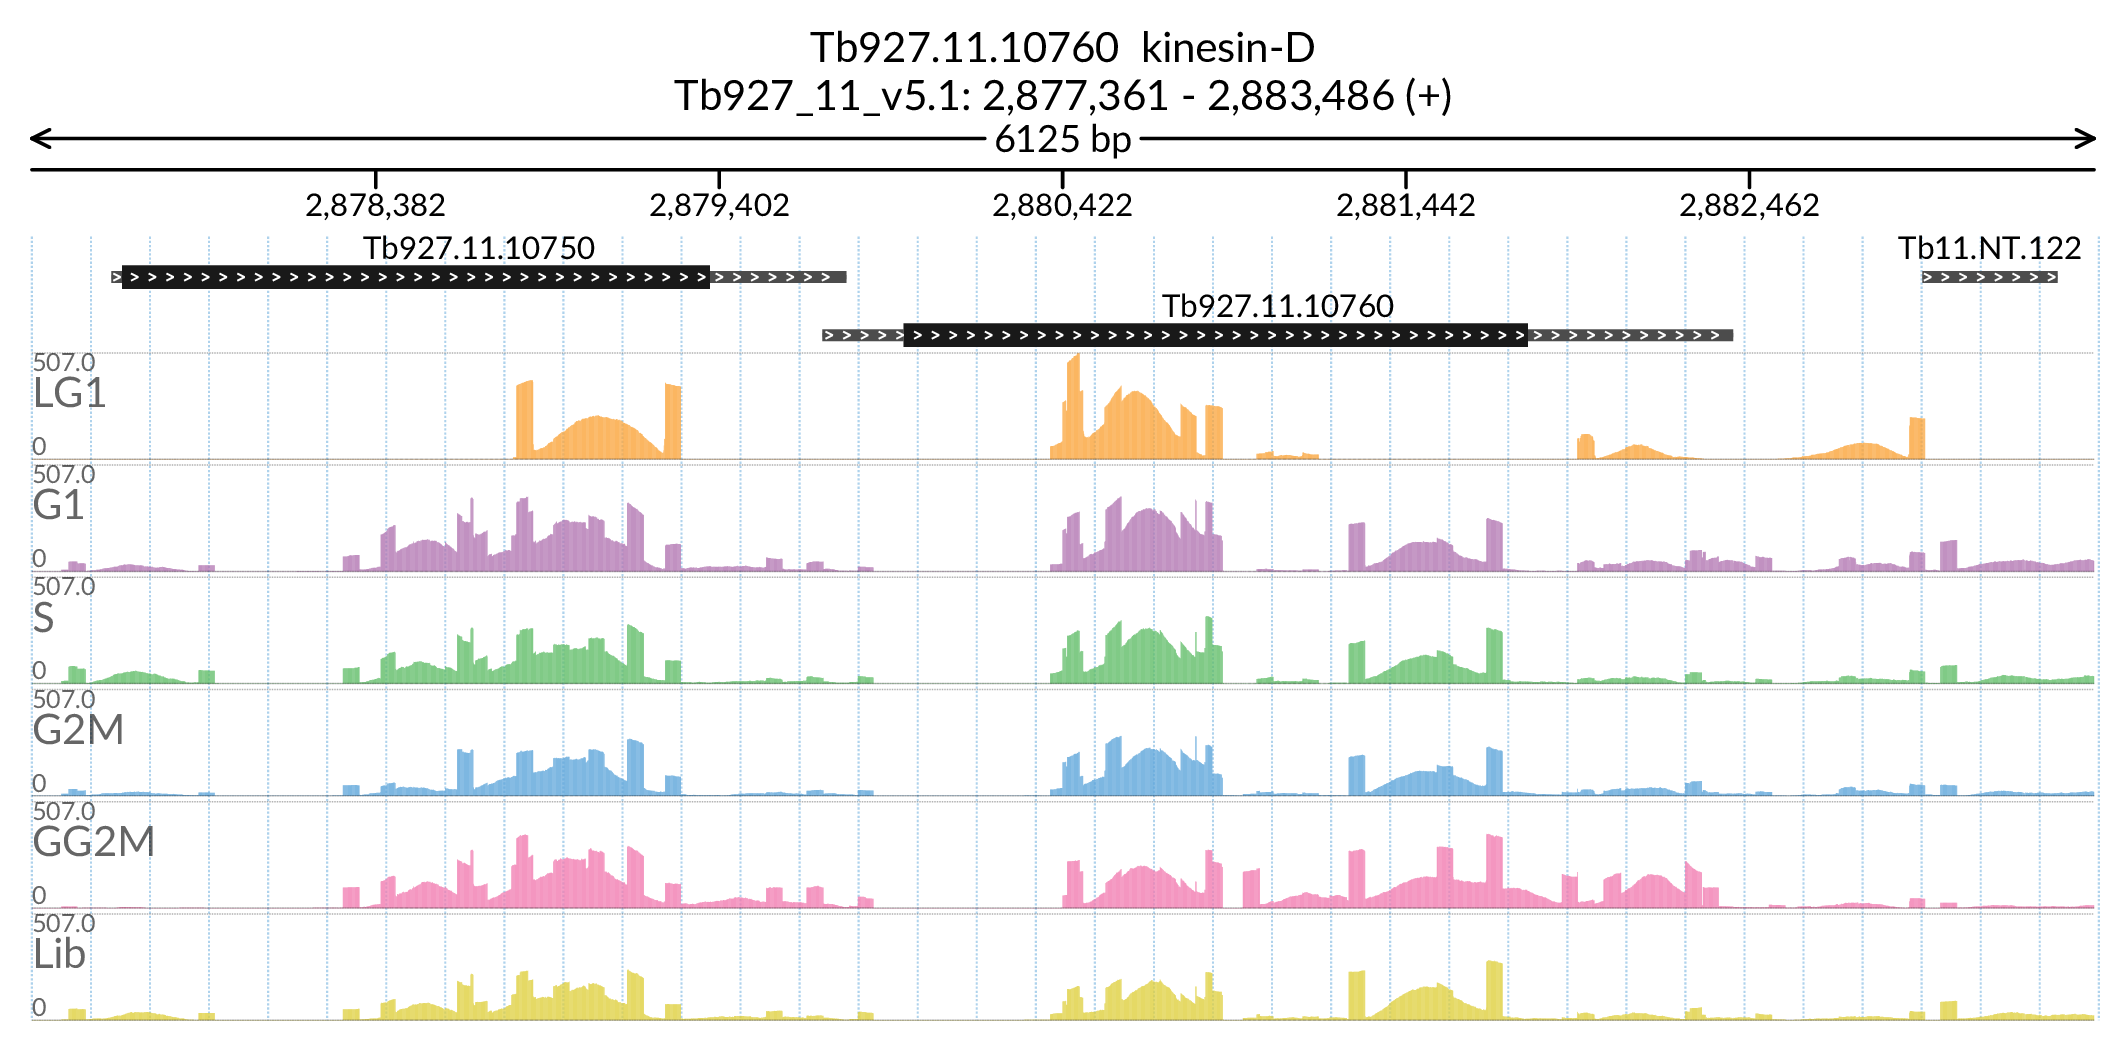 Tb927.11.10760  kinesin-D
Tb927_11_v5.1: 2,877,361 - 2,883,486 (+)
6125 bp
2,878,382 2,879,402 2,880,422 2,881,442 2,882,462
Tb927.11.10750 Tb11.NT.122
Tb927.11.10760
507.0
LG1
0
507.0
G1
0
507.0
S
0
507.0
G2M
0
507.0
GG2M
0
507.0
Lib
0